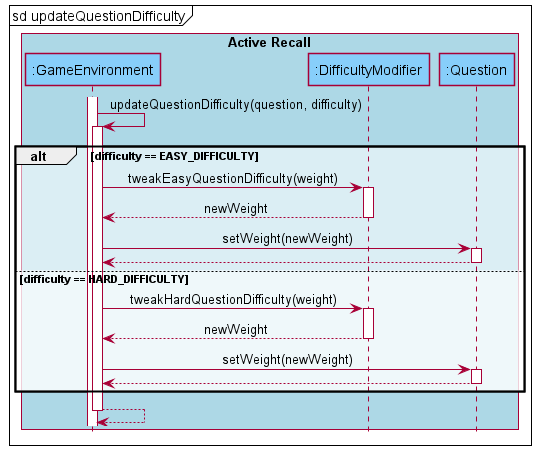 sd updateQuestionDifficulty
Active Recall
:GameEnvironment
:DifficultyModifier
:Question
updateQuestionDifficulty(question, difficulty)
alt
[difficulty == EASY_DIFFICULTY]
tweakEasyQuestionDifficulty(weight)
newWeight
setWeight(newWeight)
[difficulty == HARD_DIFFICULTY]
tweakHardQuestionDifficulty(weight)
newWeight
setWeight(newWeight)